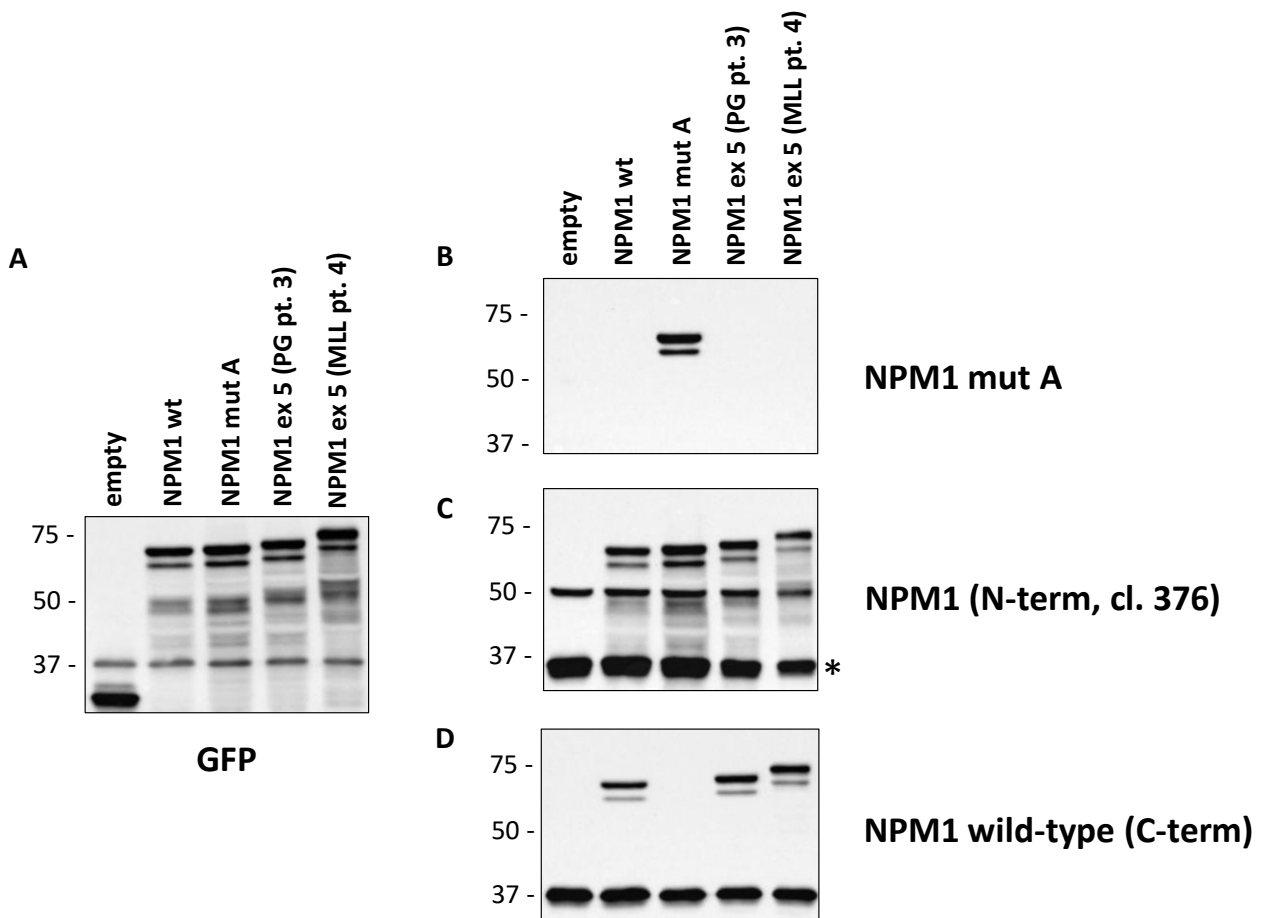 A
empty
NPM1 wt
NPM1 mut A
NPM1 ex 5 (PG pt. 3)
NPM1 ex 5 (MLL pt. 4)
75 -
50 -
37 -
GFP
B
empty
NPM1 wt
NPM1 mut A
NPM1 ex 5 (PG pt. 3)
NPM1 ex 5 (MLL pt. 4)
75 -
50 -
37 -
NPM1 mut A
C
75 -
50 -
37 -
*
NPM1 (N-term, cl. 376)
D
75 -
50 -
37 -
NPM1 wild-type (C-term)